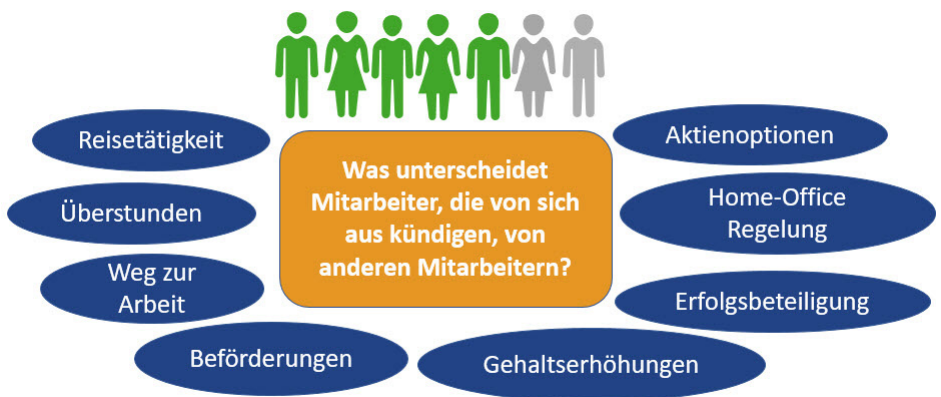 Reisetätigkeit
Überstunden
Weg zur
Arbeit
Beförderungen
Was unterscheidet
Mitarbeiter, die von sich
aus kündigen, von
anderen Mitarbeitern?
Gehaltserhöhungen
Aktienoptionen
Home-Office
Regelung
Erfolgsbeteiligung